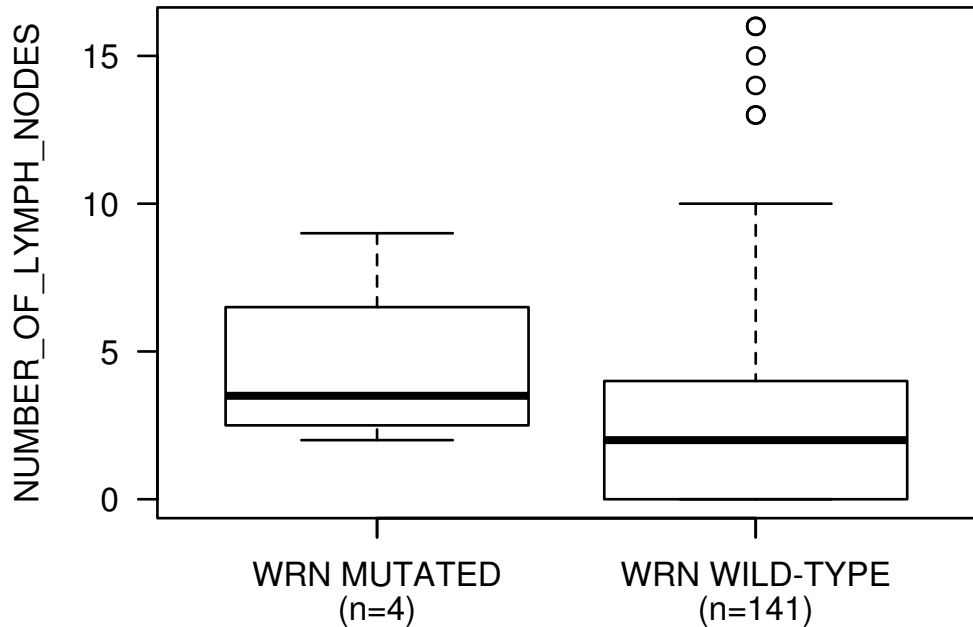 NUMBER_OF_LYMPH_NODES
15
10
5
0
WRN MUTATED
(n=4)
WRN WILD-TYPE
(n=141)